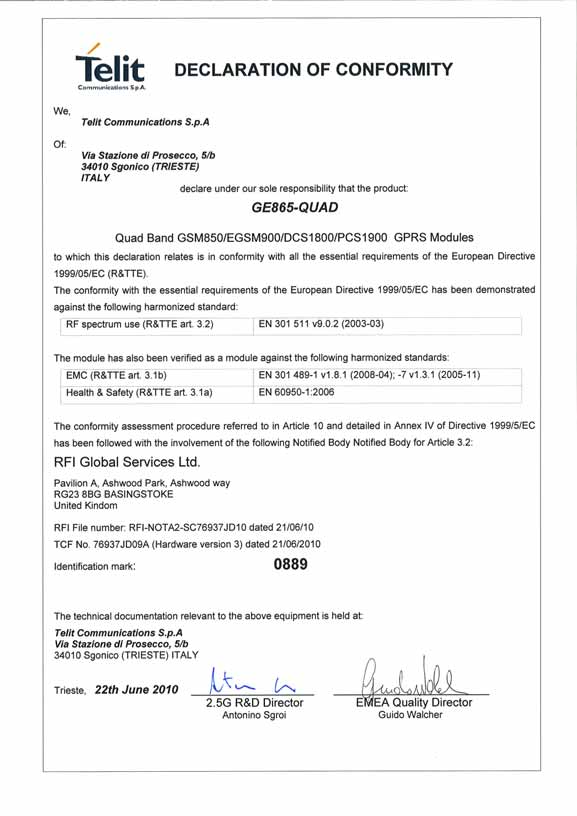 Telit
Communications S.p.A.
DECLARATION OF CONFORMITY
We,
Telit Communications S.p.A
Of:
Via Stazione di Prosecco, 5/b
34010 Sgonico (TRIESTE)
ITALY
declare under our sole responsibility that the product:
GE865-QUAD
Quad Band GSM850/EGSM900/DCS1800/PCS1900 GPRS Modules
to which this declaration relates is in conformity with all the essential requirements of the European Directive
1999/05/EC (R&TTE).
The conformity with the essential requirements of the European Directive 1999/05/EC has been demonstrated
against the following harmonized standard:
RF spectrum use (R&TTE art. 3.2) EN 301 511 v9.0.2 (2003-03)
The module has also been verified as a module against the following harmonized standards:
EMC (R&TTE art. 3.1b) EN 301 489-1 v1.8.1 (2008-04); -7 v1.3.1 (2005-11)
Health & Safety (R&TTE art. 3.1a) EN 60950-1:2006
The conformity assessment procedure referred to in Article 10 and detailed in Annex IV of Directive 1999/5/EC
has been followed with the involvement of the following Notified Body Notified Body for Article 3.2:
RFI Global Services Ltd.
Pavilion A, Ashwood Park, Ashwood way
RG23 8BG BASINGSTOKE
United Kindom
RFI File number: RFI-NOTA2-SC76937JD10 dated 21/06/10
TCF No. 76937JD09A (Hardware version 3) dated 21/06/2010
Identification mark: 0889
The technical documentation relevant to the above equipment is held at:
Telit Communications S.p.A
Via Stazione di Prosecco, 5/b
34010 Sgonico (TRIESTE) ITALY
Trieste, 22th June 2010
2.5G R&D Director EMEA Quality Director
Antonino Sgroi Guido Walcher